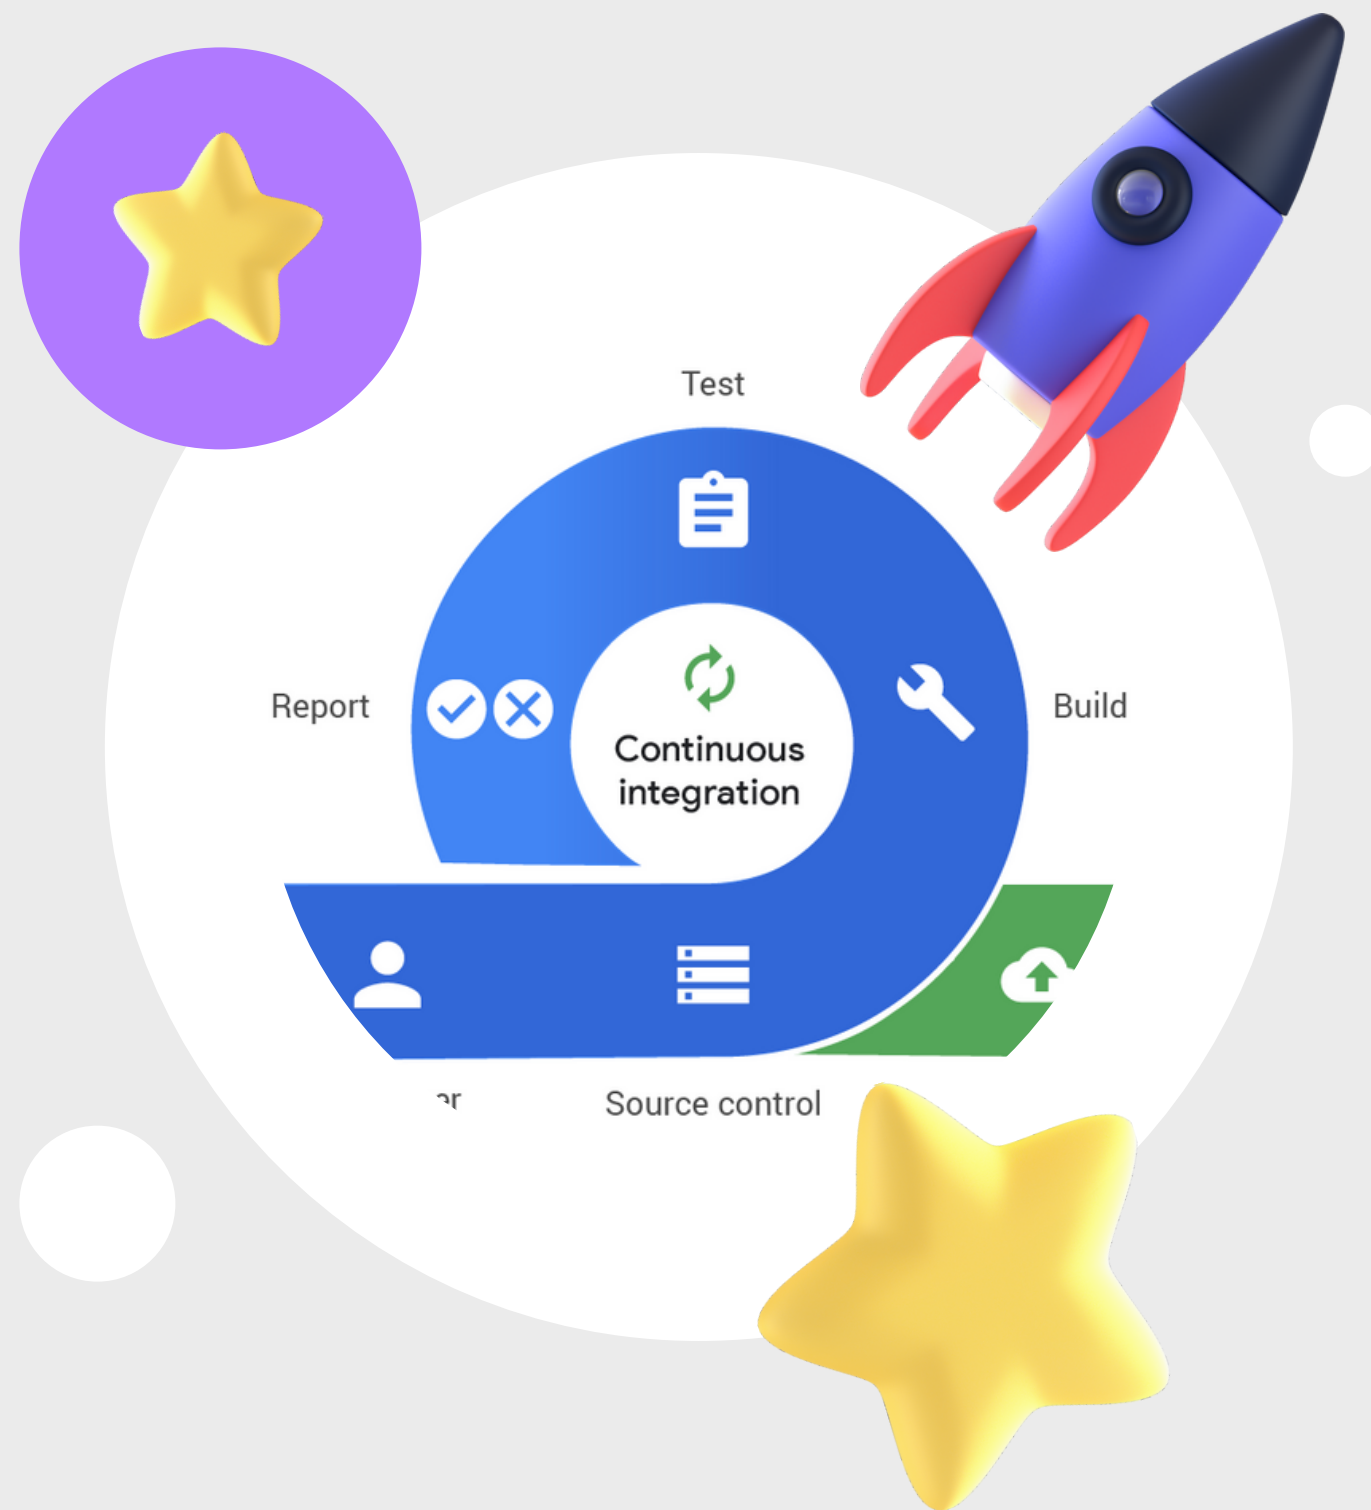 Test
Report
Build
Continuous
integration
Source control